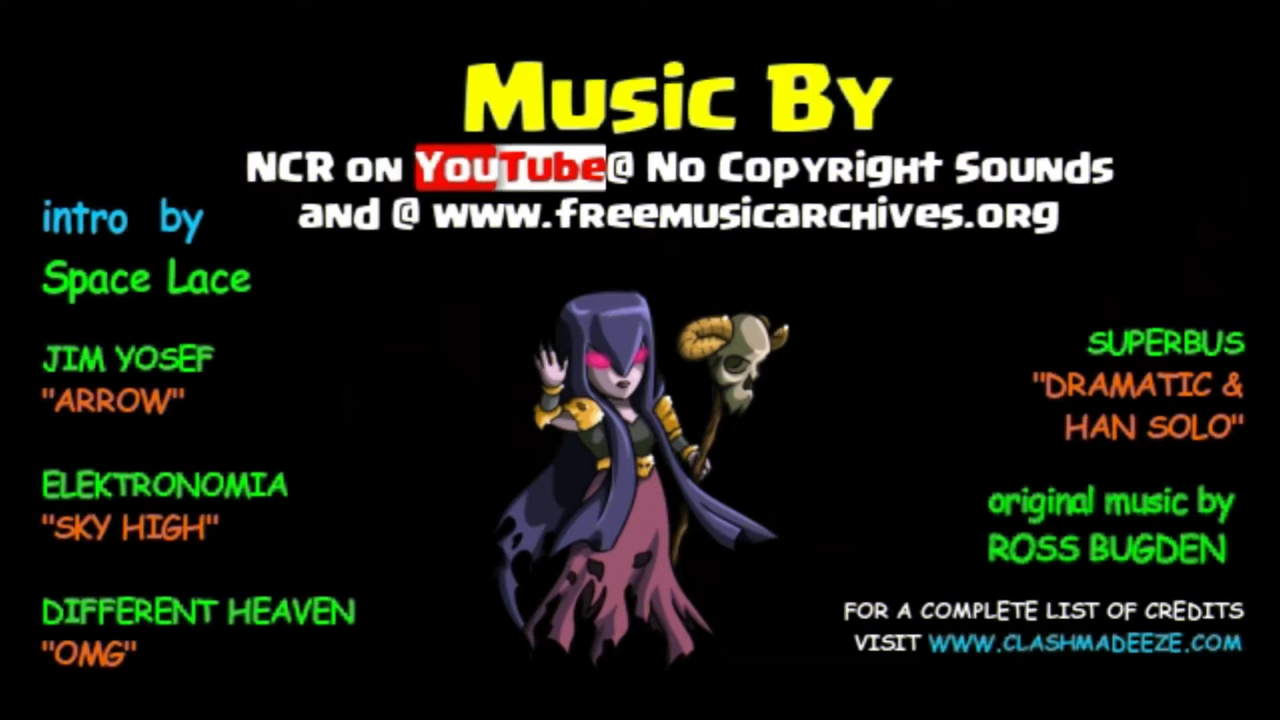 Music By
NCR on YouTube@ No Copyright Sounds
and @ www.freemusicarchives.org
intro by
Space Lace
JIM YOSEF
"ARROW"
ELEKTRONOMIA
"SKY HIGH"
DIFFERENT HEAVEN
"OMG"
SUPERBUS
"DRAMATIC &
HAN SOLO"
original music by
ROSS BUGDEN
FOR A COMPLETE LIST OF CREDITS
VISIT WWW.CLASHMADEEZE.COM